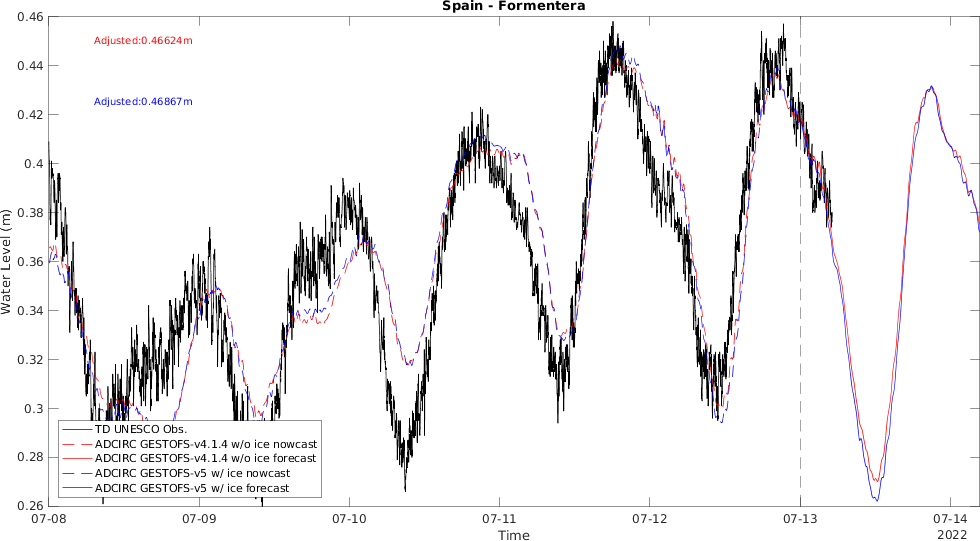 Spain - Formentera
0.46
0.44
0.42
0.4
0.38
0.36
0.34
0.32
0.3
0.28
0.26
Water Level (m)
Adjusted:0.46624m
Adjusted:0.46867m
TD UNESCO Obs.
ADCIRC GESTOFS-v4.1.4 w/o ice nowcast
ADCIRC GESTOFS-v4.1.4 w/o ice forecast
ADCIRC GESTOFS-v5 w/ ice nowcast
ADCIRC GESTOFS-v5 w/ ice forecast
07-08 07-09 07-10 07-11 07-12 07-13 07-14
Time
2022